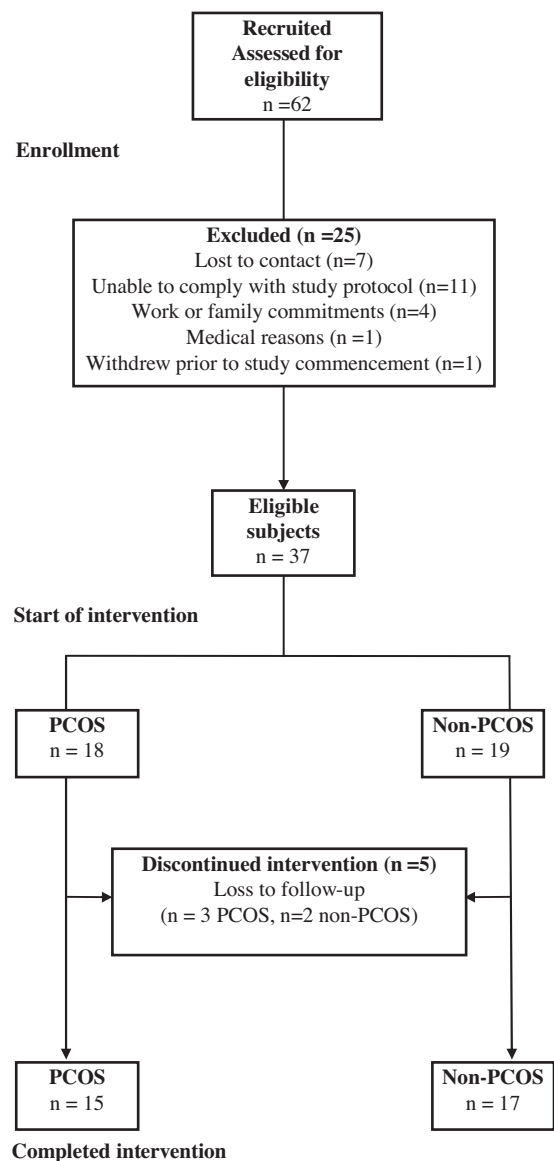 Recruited
Assessed for
eligibility
n =62
Enrollment
Excluded (n =25)
Lost to contact (n=7)
Unable to comply with study protocol (n=11)
Work or family commitments (n=4)
Medical reasons (n =1)
Withdrew prior to study commencement (n=1)
Eligible
subjects
n = 37
Start of intervention
PCOS
n = 18
Non-PCOS
n = 19
Discontinued intervention (n =5)
Loss to follow-up
(n = 3 PCOS, n=2 non-PCOS)
PCOS
n = 15
Non-PCOS
n = 17
Completed intervention